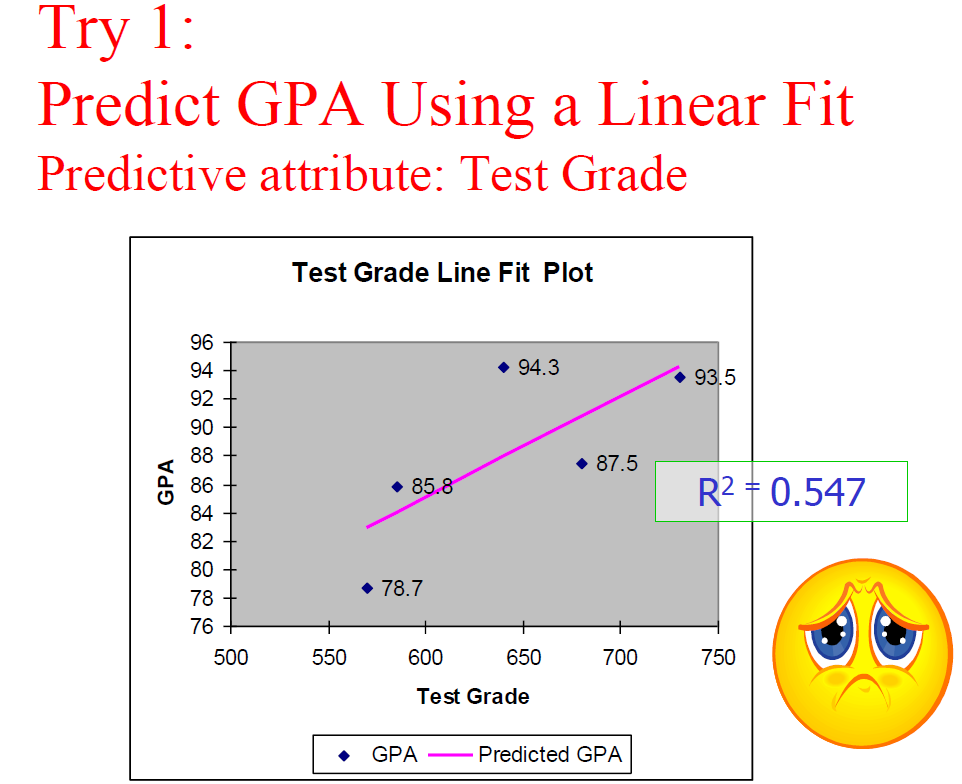 Try 1:
Predict GPA Using a Linear Fit
Predictive attribute: Test Grade
Test Grade Line Fit Plot
96
94
92
90
88
86
84
82
80
78
76
GPA
94.3
93.5
87.5
85.8
78.7
R² = 0.547
500 550 600 650 700 750
Test Grade
GPA Predicted GPA